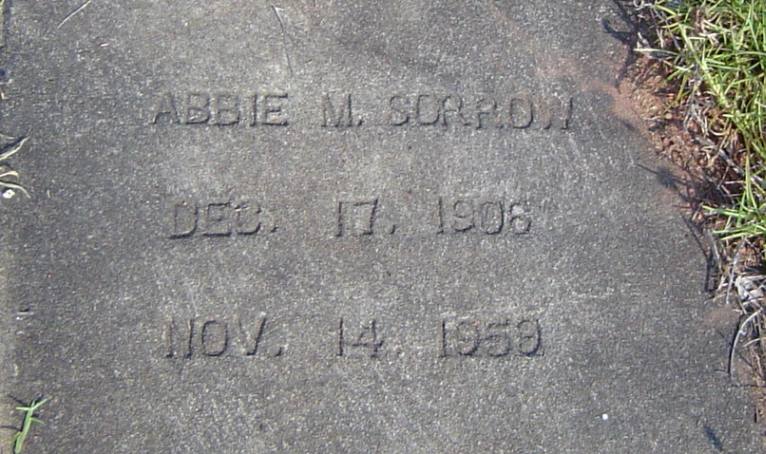 ABBIE M. SORROW
DEC. 17. 1906
NOV. 14. 1959